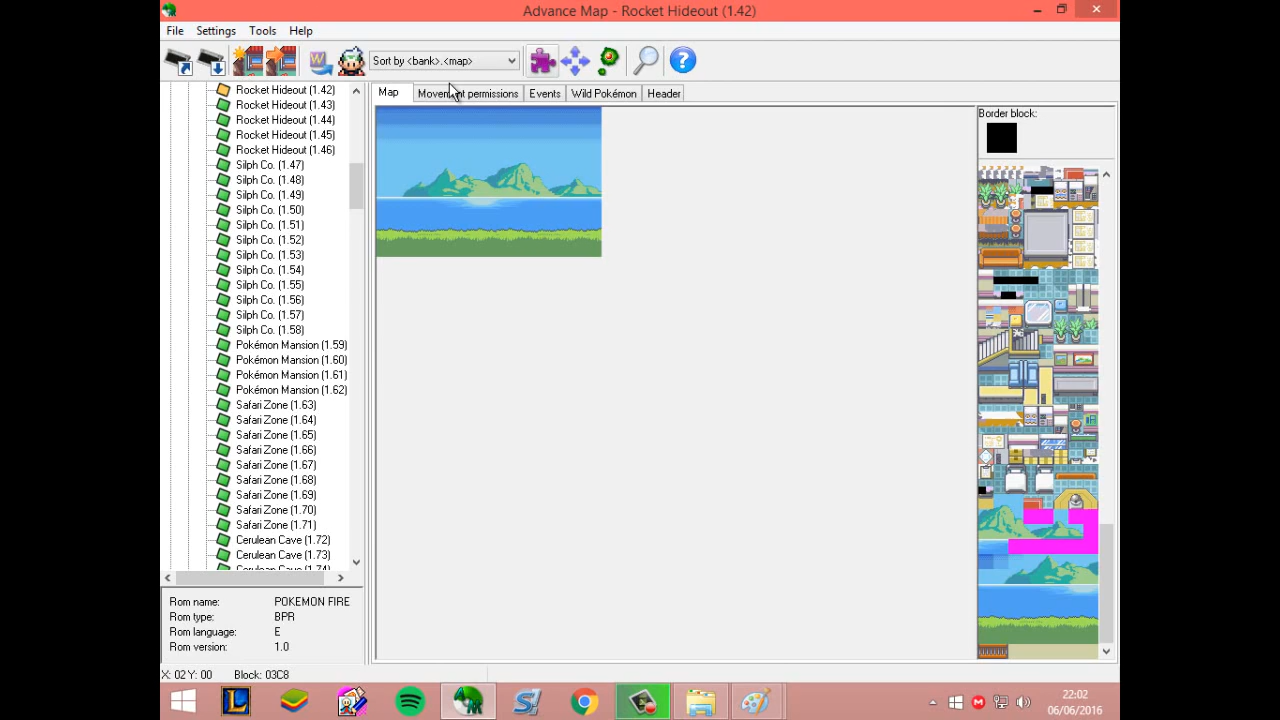 Advance Map - Rocket Hideout (1.42)
File Settings Tools Help
Sort by <bank>.<map>
Map Movement permissions Events Wild Pokémon Header
Border block:
Rocket Hideout (1.42)
Rocket Hideout (1.43)
Rocket Hideout (1.44)
Rocket Hideout (1.45)
Rocket Hideout (1.46)
Silph Co. (1.47)
Silph Co. (1.48)
Silph Co. (1.49)
Silph Co. (1.50)
Silph Co. (1.51)
Silph Co. (1.52)
Silph Co. (1.53)
Silph Co. (1.54)
Silph Co. (1.55)
Silph Co. (1.56)
Silph Co. (1.57)
Silph Co. (1.58)
Pokémon Mansion (1.59)
Pokémon Mansion (1.60)
Pokémon Mansion (1.61)
Pokémon Mansion (1.62)
Safari Zone (1.63)
Safari Zone (1.64)
Safari Zone (1.65)
Safari Zone (1.66)
Safari Zone (1.67)
Safari Zone (1.68)
Safari Zone (1.69)
Safari Zone (1.70)
Safari Zone (1.71)
Cerulean Cave (1.72)
Cerulean Cave (1.73)
Cerulean Cave (1.74)
Rom name: POKEMON FIRE
Rom type: BPR
Rom language: E
Rom version: 1.0
X: 02 Y: 00 Block: 03C8
22:02
06/06/2016